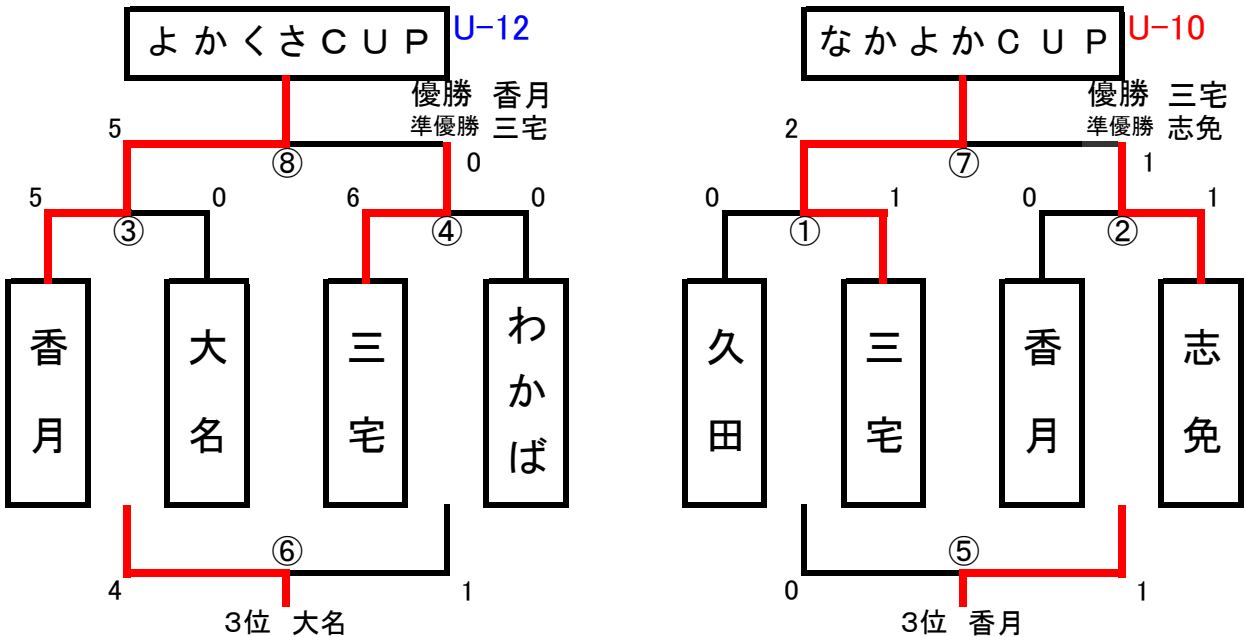 よかくさCUP U-12
優勝 香月
準優勝 三宅
5
⑧
0
5 0 6 0
③ ④
香月 大名 三宅 わかば
⑥
4 1
3位 大名
なかよかCUP U-10
優勝 三宅
準優勝 志免
2
⑦
1
0 1 0 1
① ②
久田 三宅 香月 志免
⑤
0 1
3位 香月